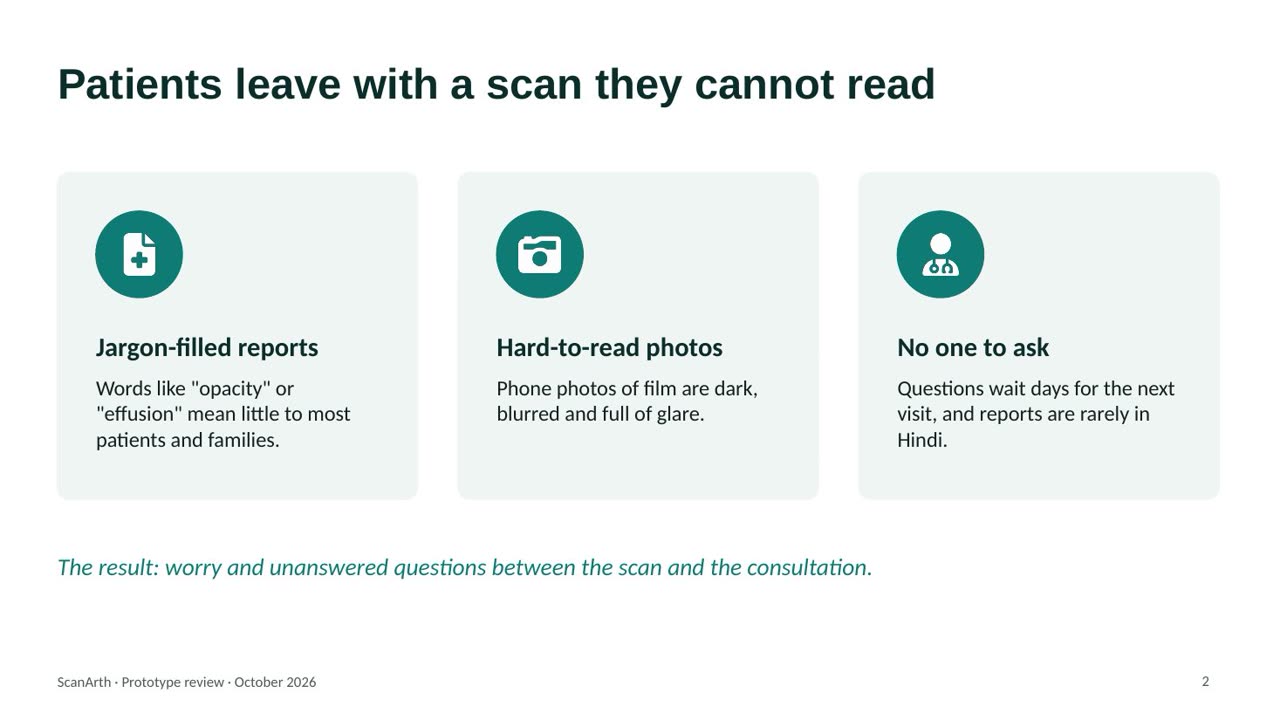 Patients leave with a scan they cannot read
Jargon-filled reports
Words like "opacity" or
"effusion" mean little to most
patients and families.
Hard-to-read photos
Phone photos of film are dark,
blurred and full of glare.
No one to ask
Questions wait days for the next
visit, and reports are rarely in
Hindi.
The result: worry and unanswered questions between the scan and the consultation.
ScanArth · Prototype review · October 2026
2